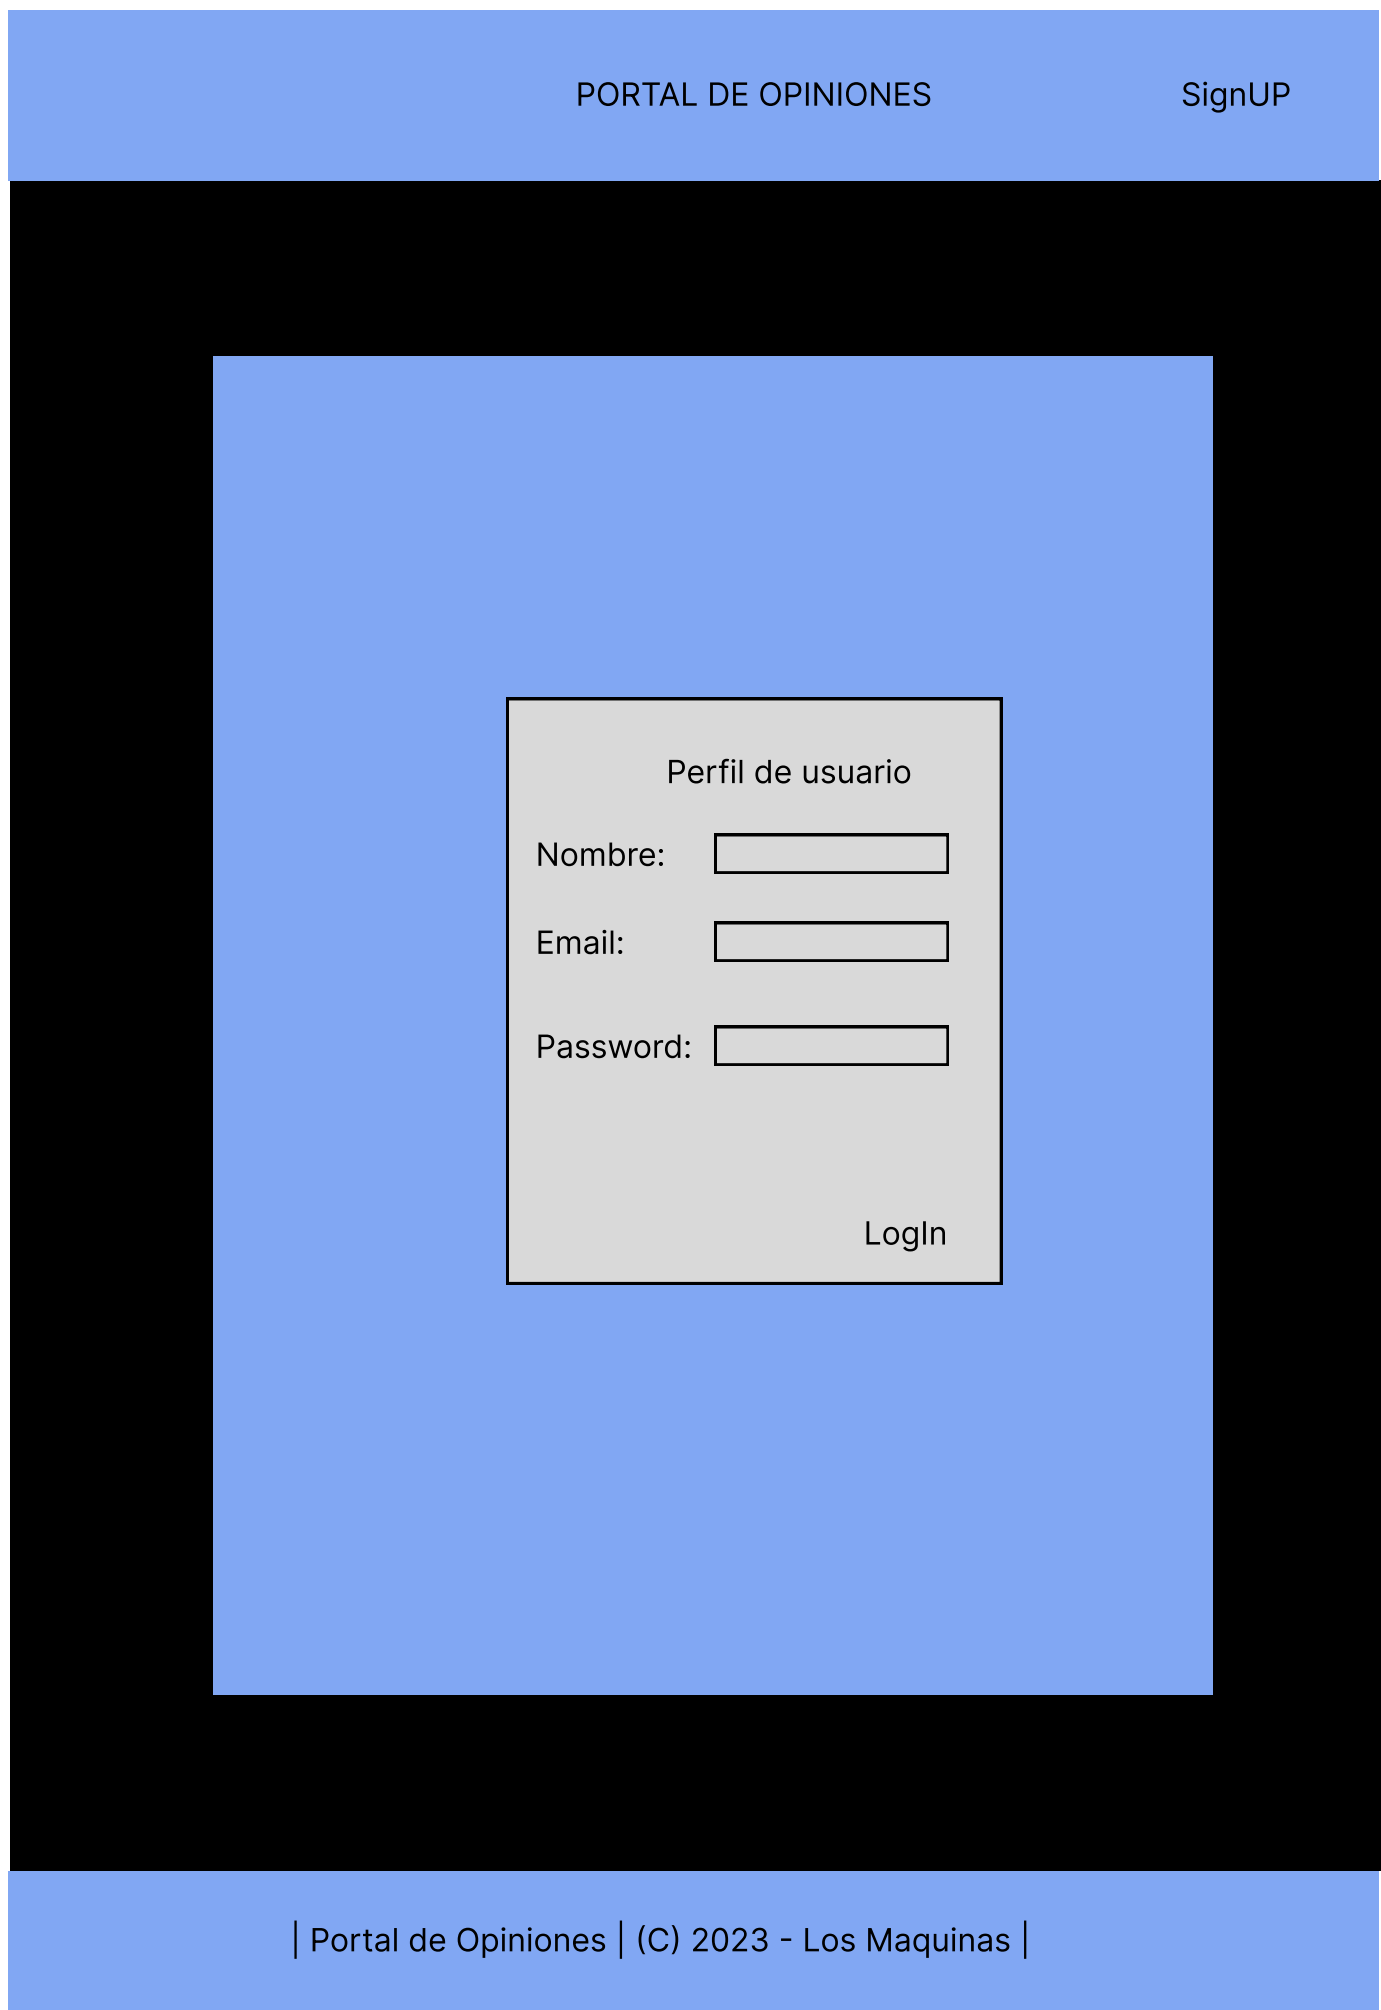 PORTAL DE OPINIONES SignUP
Perfil de usuario
Nombre:
Email:
Password:
LogIn
| Portal de Opiniones | (C) 2023 - Los Maquinas |